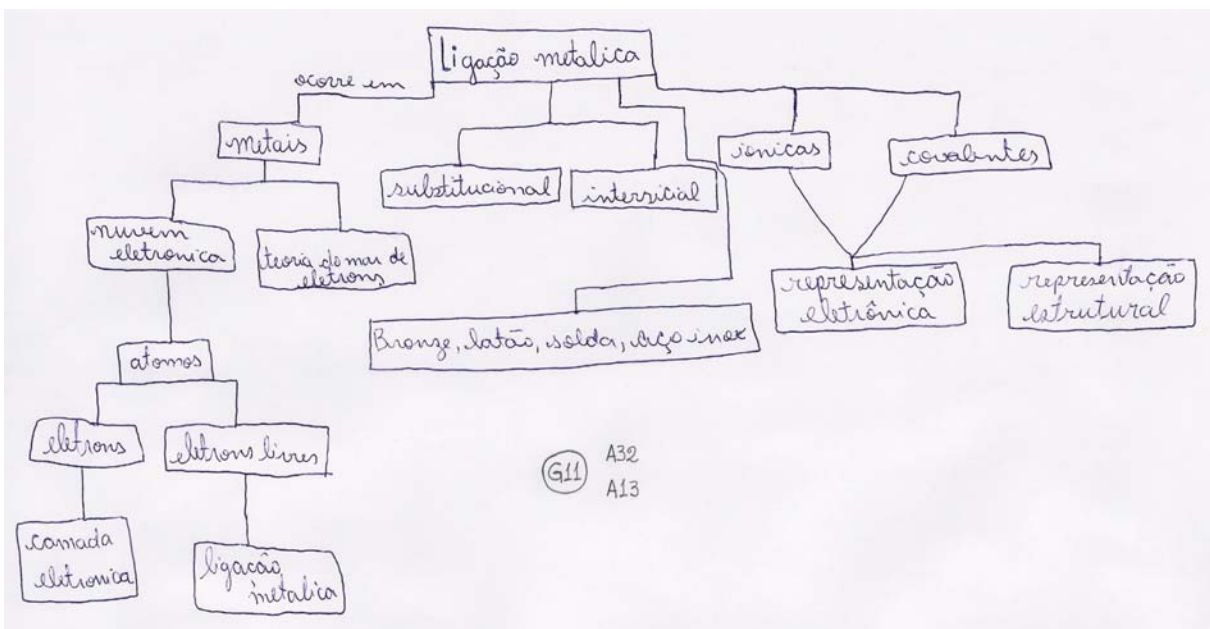 Ligação metalica
ocorre em
metais
ionicas
covalentes
substitucional
intersicial
nuvem
eletronica
teoria do mar de
eletrons
representação
eletrônica
representação
estrutural
Bronze, latão, solda, aço inox
atomos
eletrons
eletrons livres
G11
A32
A13
camada
eletronica
ligação
metalica